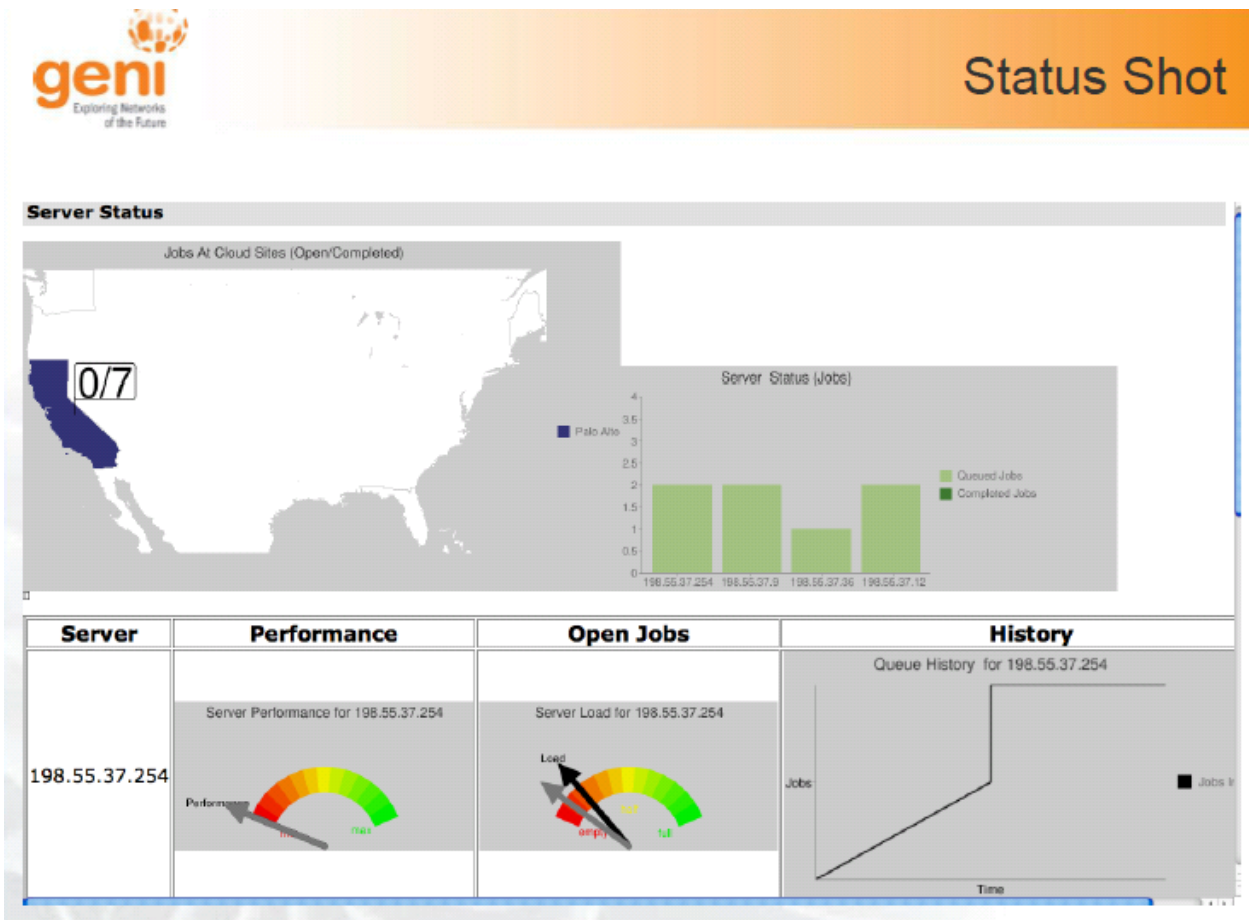 geni
Exploring Networks
of the Future
Status Shot
Server Status
Jobs At Cloud Sites (Open/Completed)
0/7
Palo Alto
Server Status (Jobs)
4
3.5
3
2.5
2
1.5
1
0.5
0
198.55.37.254 198.55.37.9 198.55.37.36 198.55.37.12
Queued Jobs
Completed Jobs
Server Performance Open Jobs History
198.55.37.254
Server Performance for 198.55.37.254
Performance
max
Server Load for 198.55.37.254
Load
half
empty full
Queue History for 198.55.37.254
Jobs
Jobs
Time